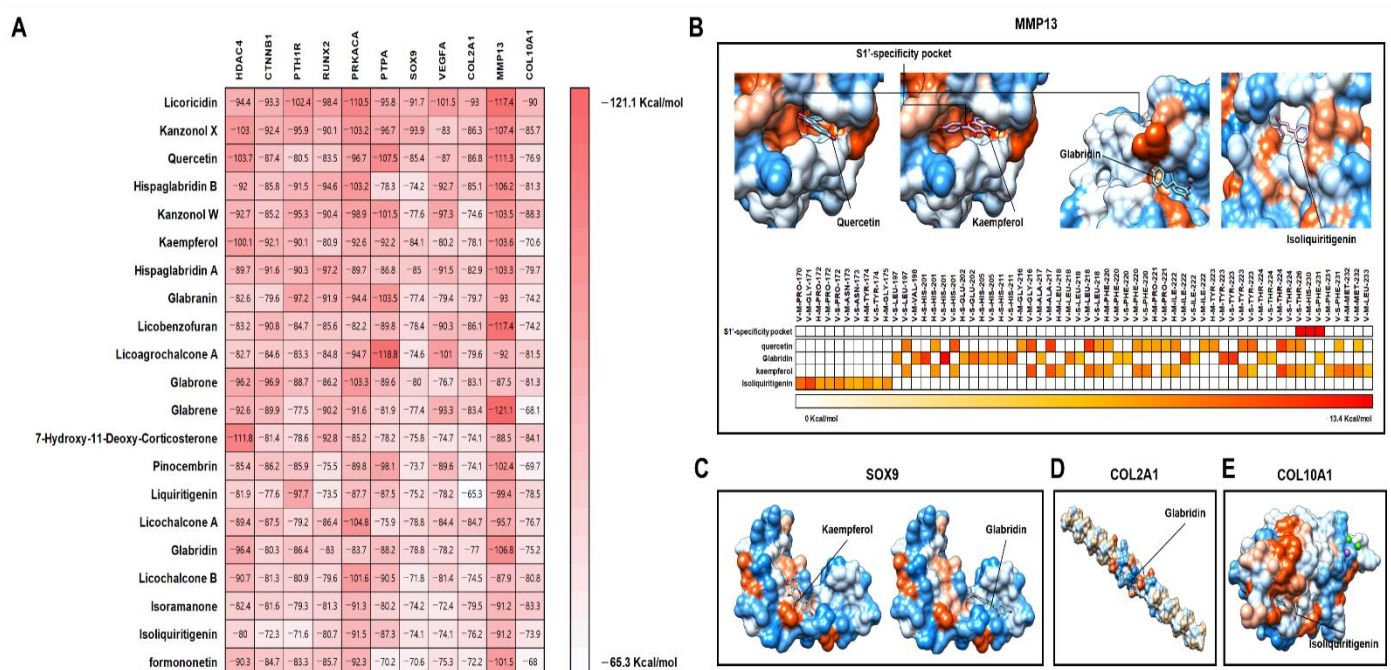 A
HDAC4 CTNNB1 PTH1R RUNX2 PRKACA PTPA SOX9 VEGFA COL2A1 MMP13 COL10A1
Licoricidin −94.4 −93.3 −102.4 −98.4 −110.5 −95.8 −91.7 −101.5 −93 −117.4 −90
Kanzonol X −103 −92.4 −95.9 −90.1 −103.2 −96.7 −93.9 −83 −86.3 −107.4 −85.7
Quercetin −103.7 −87.4 −80.5 −83.5 −96.7 −107.5 −85.4 −87 −86.8 −111.3 −76.9
Hispaglabridin B −92 −85.8 −91.5 −94.6 −103.2 −78.3 −74.2 −92.7 −85.1 −106.2 −81.3
Kanzonol W −92.7 −85.2 −95.3 −90.4 −98.9 −101.5 −77.6 −97.3 −74.6 −103.5 −88.3
Kaempferol −100.1 −92.1 −90.1 −80.9 −92.6 −92.2 −84.1 −80.2 −78.1 −103.6 −70.6
Hispaglabridin A −89.7 −91.6 −90.3 −97.2 −89.7 −86.8 −85 −91.5 −82.9 −103.3 −79.7
Glabranin −82.6 −79.6 −97.2 −91.9 −94.4 −103.5 −77.4 −77.9 −77.4 −93 −74.2
Licobenzofuran −83.2 −90.8 −84.7 −85.6 −82.2 −89.8 −78.4 −90.3 −86.1 −117.4 −74.2
Licoagrochalcone A −82.7 −84.6 −83.3 −84.8 −94.7 −118.8 −74.6 −101 −79.6 −92 −81.5
Glabrone −96.2 −96.9 −88.7 −86.2 −103.3 −89.6 −80 −76.7 −83.1 −87.5 −81.3
Glabrene −92.6 −89.9 −77.5 −90.2 −91.6 −81.9 −77.4 −93.3 −83.4 −121.1 −68.1
7-Hydroxy-11-Deoxy-Corticosterone −111.8 −81.4 −78.6 −92.8 −85.2 −78.2 −75.8 −74.7 −74.1 −88.5 −84.1
Pinocembrin −85.4 −86.2 −85.9 −75.5 −89.8 −98.1 −73.7 −89.6 −74.1 −102.4 −69.7
Liquiritigenin −81.9 −77.6 −97.7 −73.5 −87.7 −87.5 −75.2 −78.2 −65.3 −99.4 −78.5
Licochalcone A −89.4 −87.5 −79.2 −86.4 −104.8 −75.9 −78.8 −84.4 −84.7 −95.7 −76.7
Glabridin −96.4 −80.3 −86.4 −83 −83.7 −88.2 −78.8 −78.2 −77 −106.8 −75.2
Licochalcone B −90.7 −81.3 −80.9 −79.6 −101.6 −90.5 −71.8 −81.4 −74.5 −87.9 −80.8
Isoramanone −82.4 −81.6 −79.3 −81.3 −91.3 −80.2 −74.2 −72.4 −79.5 −91.2 −83.3
Isoliquiritigenin −80 −72.3 −71.6 −80.7 −91.5 −87.3 −74.1 −74.1 −76.2 −91.2 −73.9
formononetin −90.3 −84.7 −83.3 −85.7 −92.3 −70.2 −70.6 −75.3 −72.2 −101.5 −68
−121.1 Kcal/mol
−65.3 Kcal/mol
B
MMP13
S1'-specificity pocket
Quercetin
Kaempferol
Glabridin
Isoliquiritigenin
S1'-specificity pocket
quercetin
Glabridin
kaempferol
Isoliquiritigenin
0 Kcal/mol
-13.4 Kcal/mol
C
SOX9
Kaempferol
Glabridin
D
COL2A1
Glabridin
E
COL10A1
Isoliquiritigenin